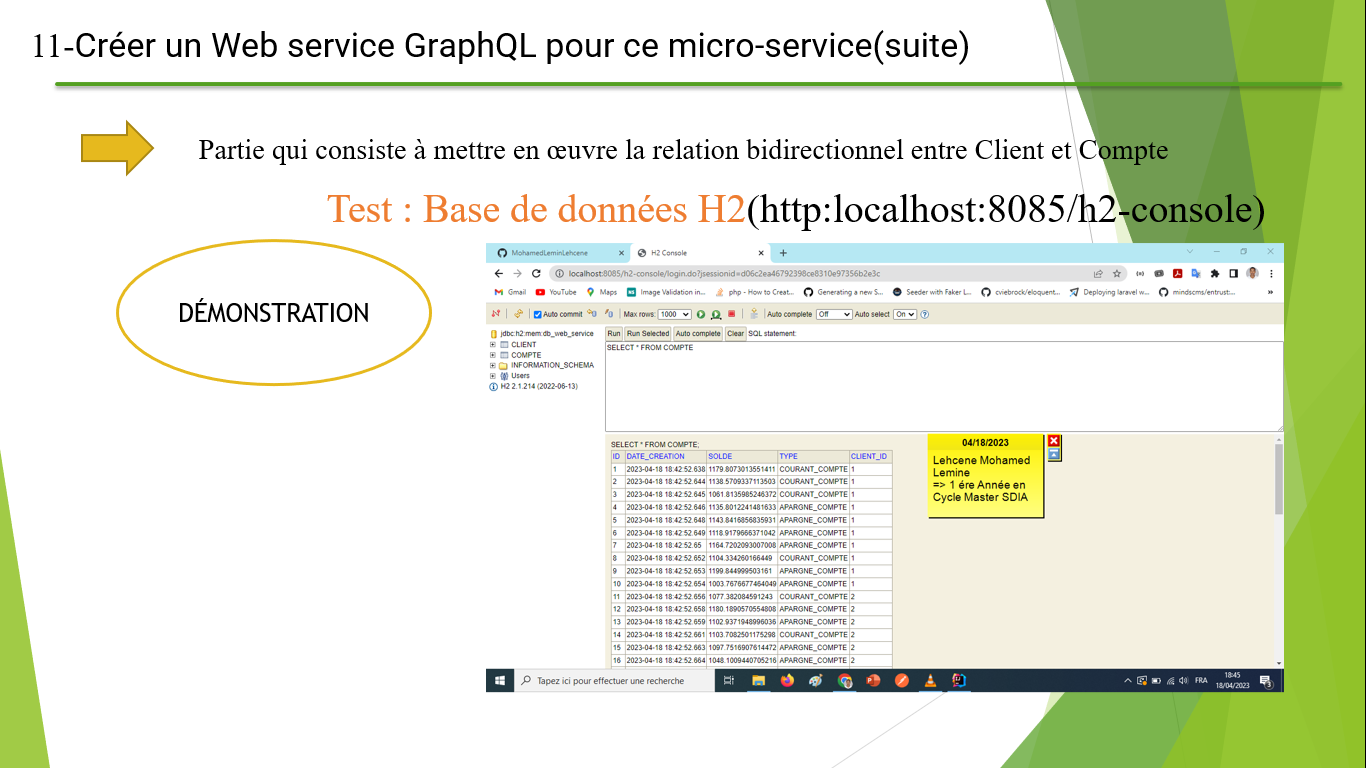 11-Créer un Web service GraphQL pour ce micro-service(suite)
Partie qui consiste à mettre en œuvre la relation bidirectionnel entre Client et Compte
Test : Base de données H2(http:localhost:8085/h2-console)
DÉMONSTRATION
MohamedLeminLehcene
H2 Console
localhost:8085/h2-console/login.do?jsessionid=d06c2ea46792398ce8310e97356b2e3c
Gmail YouTube Maps Image Validation in... php - How to Creat... Generating a new S... Seeder with Faker L... cviebrock/eloquent... Deploying laravel w... mindscms/entrust:...
Auto commit Max rows: 1000 Auto complete Off Auto select On
jdbc:h2:mem:db_web_service
CLIENT
COMPTE
INFORMATION_SCHEMA
Users
H2 2.1.214 (2022-06-13)
Run Run Selected Auto complete Clear SQL statement:
SELECT * FROM COMPTE
SELECT * FROM COMPTE;
ID DATE_CREATION SOLDE TYPE CLIENT_ID
1 2023-04-18 18:42:52.638 1179.8073013551411 COURANT_COMPTE 1
2 2023-04-18 18:42:52.644 1138.5709337113503 COURANT_COMPTE 1
3 2023-04-18 18:42:52.645 1061.8135985246372 COURANT_COMPTE 1
4 2023-04-18 18:42:52.646 1135.8012241481633 APARGNE_COMPTE 1
5 2023-04-18 18:42:52.648 1143.8416856835931 APARGNE_COMPTE 1
6 2023-04-18 18:42:52.649 1118.9179666371042 APARGNE_COMPTE 1
7 2023-04-18 18:42:52.65 1164.7202093007008 APARGNE_COMPTE 1
8 2023-04-18 18:42:52.652 1104.334260166449 COURANT_COMPTE 1
9 2023-04-18 18:42:52.653 1199.844999503161 APARGNE_COMPTE 1
10 2023-04-18 18:42:52.654 1003.7676677464049 APARGNE_COMPTE 1
11 2023-04-18 18:42:52.656 1077.382084591243 COURANT_COMPTE 2
12 2023-04-18 18:42:52.658 1180.1890570554808 APARGNE_COMPTE 2
13 2023-04-18 18:42:52.659 1102.9371948996036 APARGNE_COMPTE 2
14 2023-04-18 18:42:52.661 1103.7082501175298 COURANT_COMPTE 2
15 2023-04-18 18:42:52.663 1097.7516907614472 APARGNE_COMPTE 2
16 2023-04-18 18:42:52.664 1048.1009440705216 APARGNE_COMPTE 2
04/18/2023
Lehcene Mohamed
Lemine
=> 1 ére Année en
Cycle Master SDIA
Tapez ici pour effectuer une recherche
FRA
18:45
18/04/2023